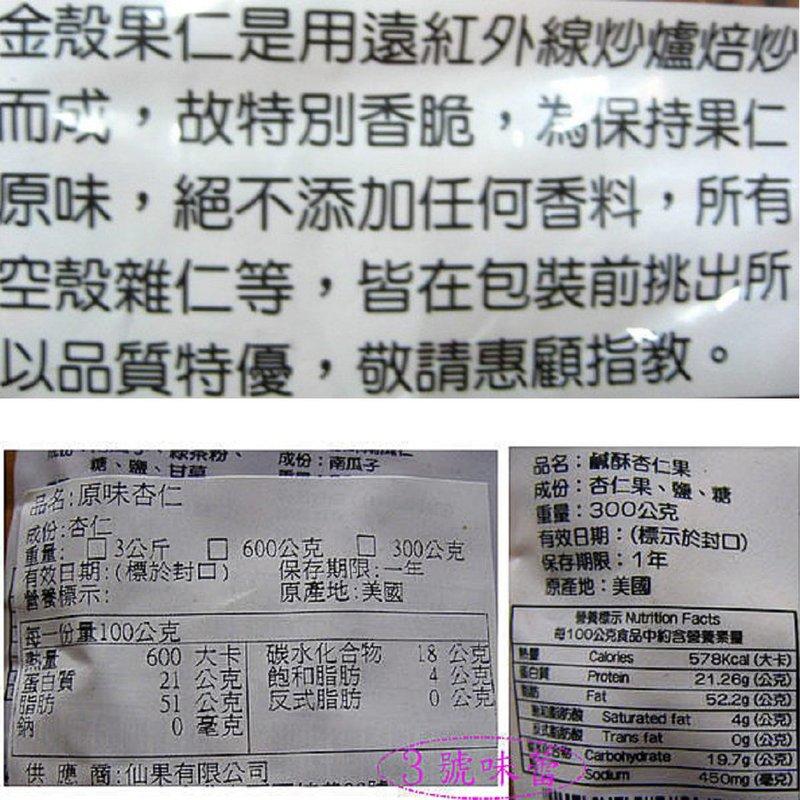 金殼果仁是用遠紅外線炒爐焙炒
而成，故特別香脆，為保持果仁
原味，絕不添加任何香料，所有
空殼雜仁等，皆在包裝前挑出所
以品質特優，敬請惠顧指教。
糖、鹽、甘草
成份：南瓜子
品名:原味杏仁
成份:杏仁
重量: □ 3公斤 □ 600公克 □ 300公克
有效日期:(標於封口) 保存期限:一年
營養標示: 原產地:美國
每一份量100公克
熱量 600 大卡 碳水化合物 18 公克
蛋白質 21 公克 飽和脂肪 4 公克
脂肪 51 公克 反式脂肪 0 公克
鈉 0 毫克
供應商:仙果有限公司
品名：鹹酥杏仁果
成份：杏仁果、鹽、糖
重量：300公克
有效日期：(標示於封口)
保存期限：1年
原產地：美國
營養標示 Nutrition Facts
每100公克食品中約含營養素量
熱量 Calories 578Kcal (大卡)
蛋白質 Protein 21.26g (公克)
脂肪 Fat 52.2g (公克)
飽和脂肪酸 Saturated fat 4g (公克)
反式脂肪酸 Trans fat 0g (公克)
碳水化合物 Carbohydrate 19.7g (公克)
Sodium 450mg (毫克)
3號味蕾